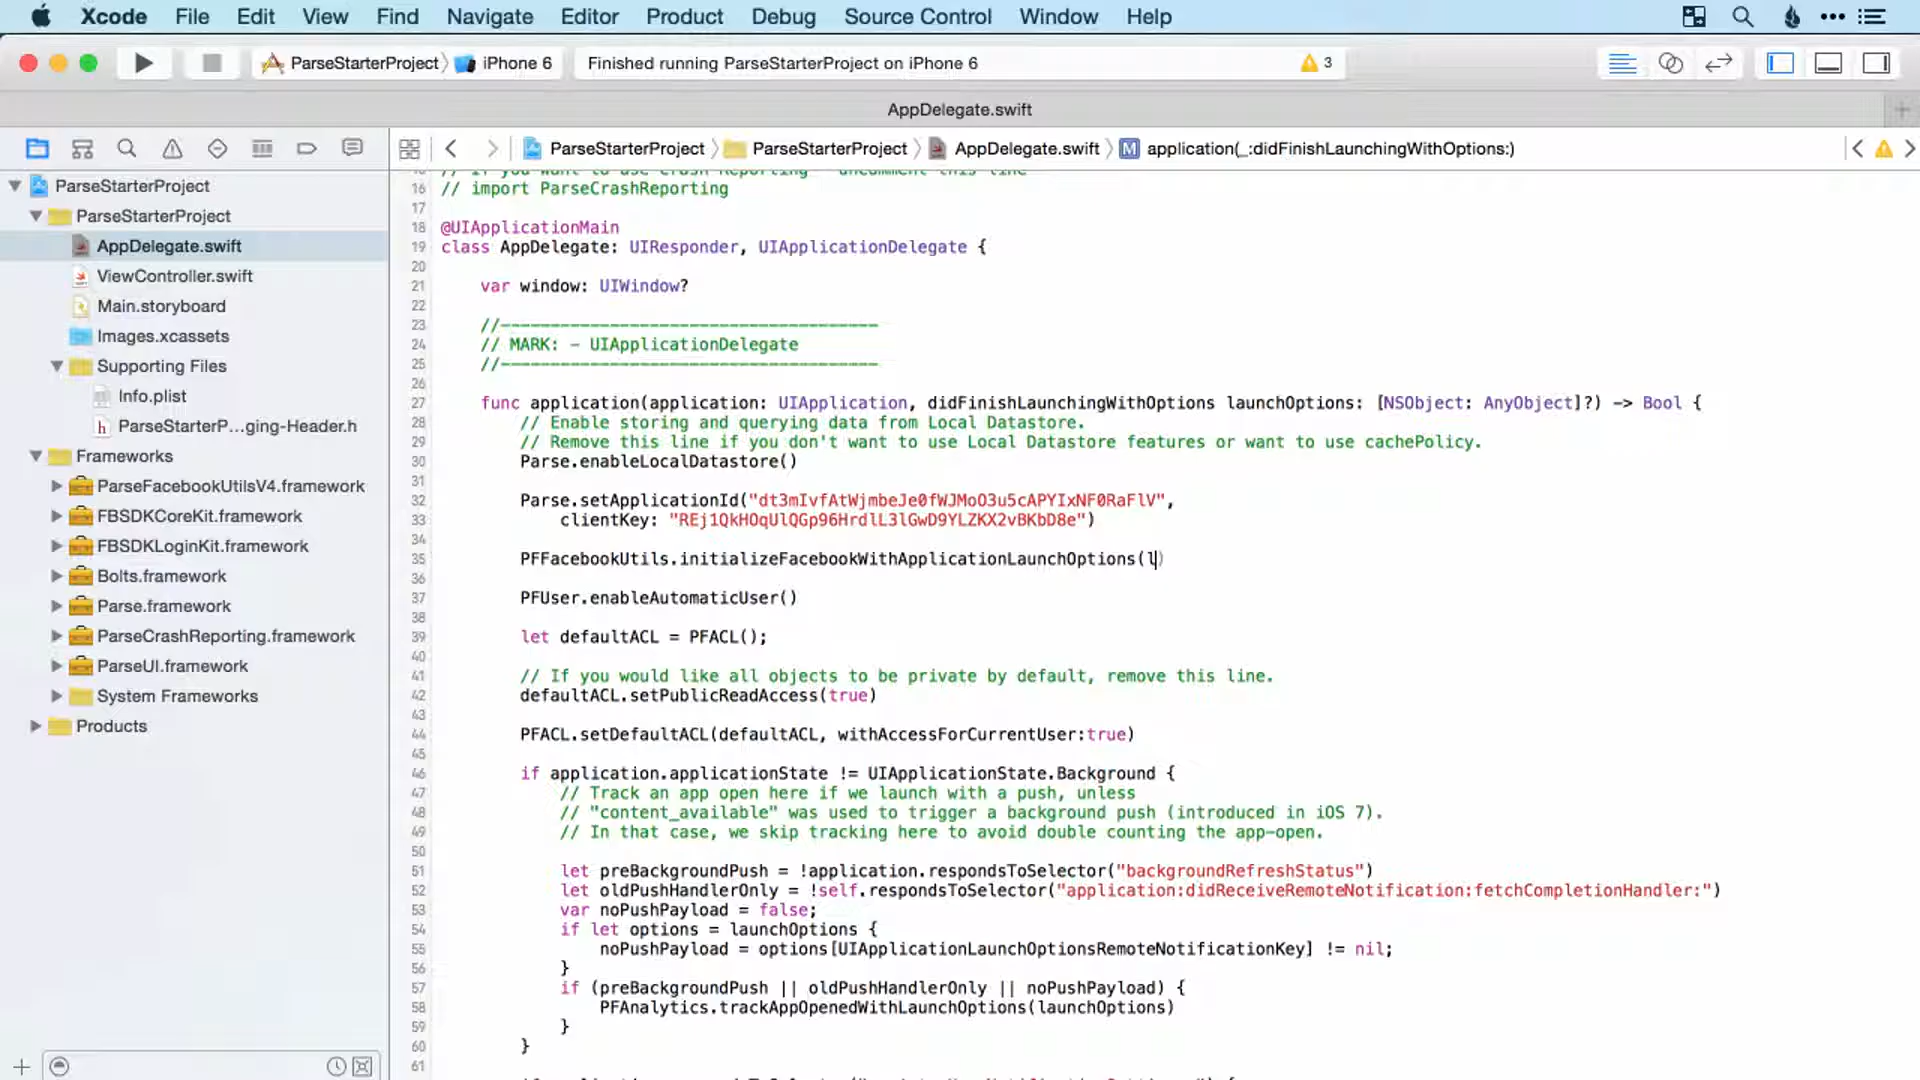 Xcode File Edit View Find Navigate Editor Product Debug Source Control Window Help
ParseStarterProject iPhone 6 Finished running ParseStarterProject on iPhone 6 3
AppDelegate.swift
ParseStarterProject ParseStarterProject AppDelegate.swift M application(_:didFinishLaunchingWithOptions:)
ParseStarterProject
ParseStarterProject
AppDelegate.swift
ViewController.swift
Main.storyboard
Images.xcassets
Supporting Files
Info.plist
h ParseStarterP...ging-Header.h
Frameworks
ParseFacebookUtilsV4.framework
FBSDKCoreKit.framework
FBSDKLoginKit.framework
Bolts.framework
Parse.framework
ParseCrashReporting.framework
ParseUI.framework
System Frameworks
Products
// If you want to use Crash Reporting - uncomment this line
16 // import ParseCrashReporting
17
18 @UIApplicationMain
19 class AppDelegate: UIResponder, UIApplicationDelegate {
20
21 var window: UIWindow?
22
23 //--------------------------------------
24 // MARK: - UIApplicationDelegate
25 //--------------------------------------
26
27 func application(application: UIApplication, didFinishLaunchingWithOptions launchOptions: [NSObject: AnyObject]?) -> Bool {
28 // Enable storing and querying data from Local Datastore.
29 // Remove this line if you don't want to use Local Datastore features or want to use cachePolicy.
30 Parse.enableLocalDatastore()
31
32 Parse.setApplicationId("dt3mIvfAtWjmbeJe0fWJMoO3u5cAPYIxNF0RaFlV",
33 clientKey: "REj1QkHOqUlQGp96HrdlL3lGwD9YLZKX2vBKbD8e")
34
35 PFFacebookUtils.initializeFacebookWithApplicationLaunchOptions(l)
36
37 PFUser.enableAutomaticUser()
38
39 let defaultACL = PFACL();
40
41 // If you would like all objects to be private by default, remove this line.
42 defaultACL.setPublicReadAccess(true)
43
44 PFACL.setDefaultACL(defaultACL, withAccessForCurrentUser:true)
45
46 if application.applicationState != UIApplicationState.Background {
47 // Track an app open here if we launch with a push, unless
48 // "content_available" was used to trigger a background push (introduced in iOS 7).
49 // In that case, we skip tracking here to avoid double counting the app-open.
50
51 let preBackgroundPush = !application.respondsToSelector("backgroundRefreshStatus")
52 let oldPushHandlerOnly = !self.respondsToSelector("application:didReceiveRemoteNotification:fetchCompletionHandler:")
53 var noPushPayload = false;
54 if let options = launchOptions {
55 noPushPayload = options[UIApplicationLaunchOptionsRemoteNotificationKey] != nil;
56 }
57 if (preBackgroundPush || oldPushHandlerOnly || noPushPayload) {
58 PFAnalytics.trackAppOpenedWithLaunchOptions(launchOptions)
59 }
60 }
61